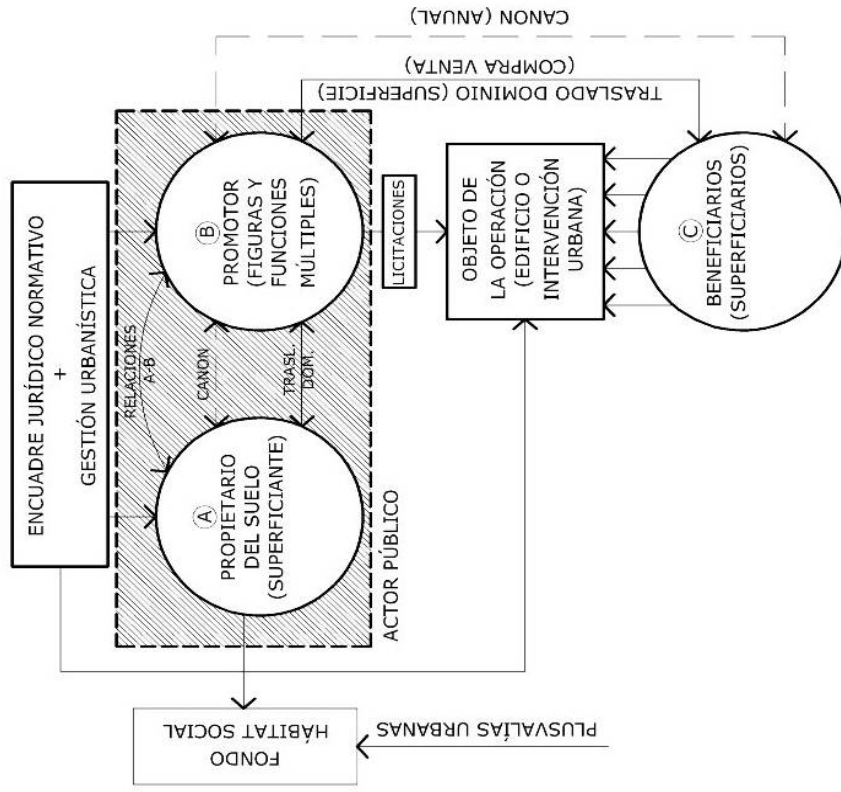 ENCUADRE JURÍDICO NORMATIVO
+
GESTIÓN URBANÍSTICA
RELACIONES
A-B
A
PROPIETARIO
DEL SUELO
(SUPERFICIANTE)
CANON
TRASL.
DOM.
B
PROMOTOR
(FIGURAS Y
FUNCIONES
MÚLTIPLES)
ACTOR PÚBLICO
LICITACIONES
FONDO
HÁBITAT SOCIAL
PLUSVALÍAS URBANAS
OBJETO DE
LA OPERACIÓN
(EDIFICIO O
INTERVENCIÓN
URBANA)
TRASLADO DOMINIO (SUPERFICIE)
(COMPRA VENTA)
CANON (ANUAL)
C
BENEFICIARIOS
(SUPERFICIARIOS)